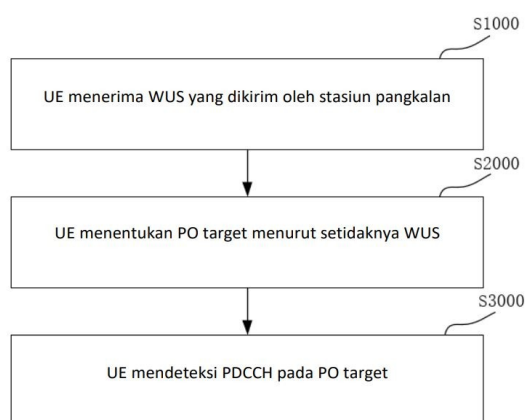 S1000
UE menerima WUS yang dikirim oleh stasiun pangkalan
S2000
UE menentukan PO target menurut setidaknya WUS
S3000
UE mendeteksi PDCCH pada PO target